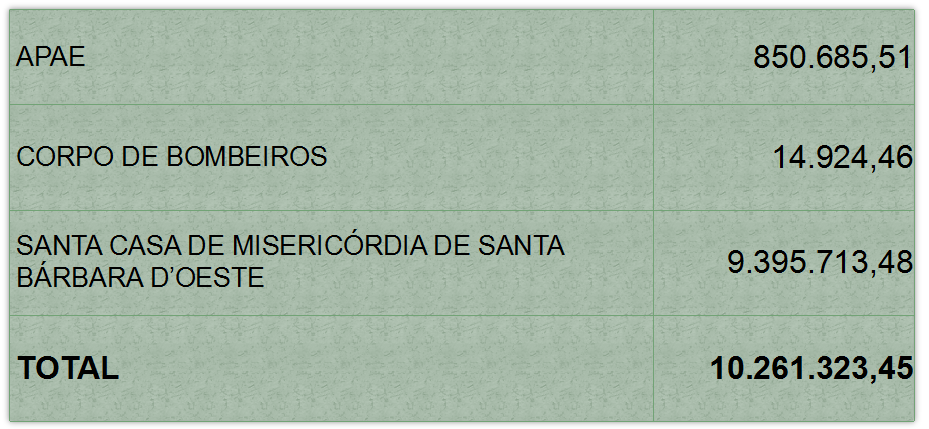 APAE 850.685,51
CORPO DE BOMBEIROS 14.924,46
SANTA CASA DE MISERICÓRDIA DE SANTA
BÁRBARA D’OESTE 9.395.713,48
TOTAL 10.261.323,45